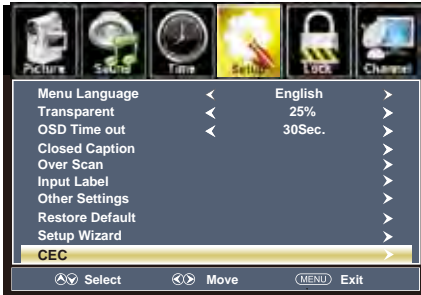 Picture Sound Time Setup Lock Channel
Menu Language English
Transparent 25%
OSD Time out 30Sec.
Closed Caption
Over Scan
Input Label
Other Settings
Restore Default
Setup Wizard
CEC
Select Move MENU Exit